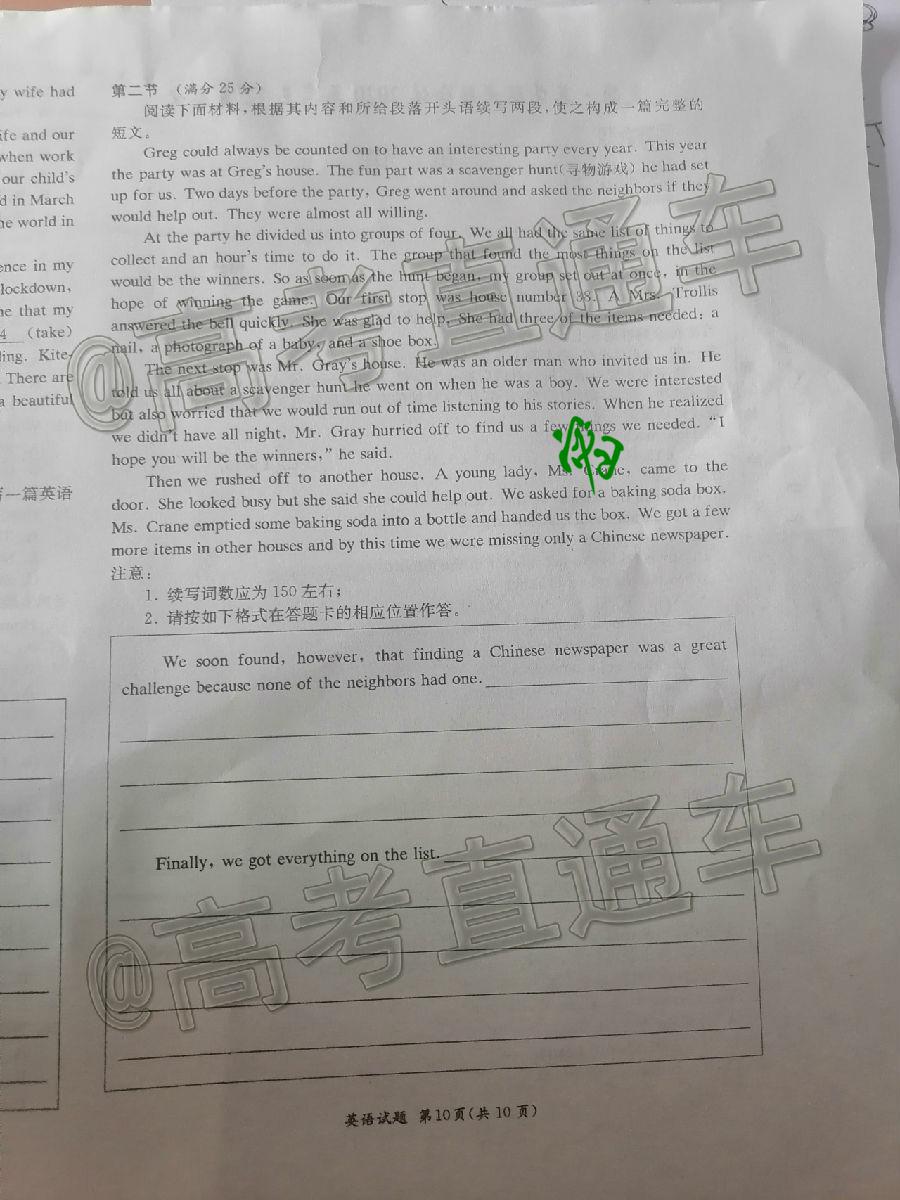 y wife had
ife and our
when work
our child's
d in March
he world in
ence in my
lockdown,
ne that my
4 (take)
ling. Kite-
There are
a beautiful
写一篇英语
第二节 (满分25分)
阅读下面材料,根据其内容和所给段落开头语续写两段,使之构成一篇完整的
短文。
Greg could always be counted on to have an interesting party every year. This year
the party was at Greg's house. The fun part was a scavenger hunt(寻物游戏) he had set
up for us. Two days before the party, Greg went around and asked the neighbors if they
would help out. They were almost all willing.
At the party he divided us into groups of four. We all had the same list of things to
collect and an hour's time to do it. The group that found the most things on the list
would be the winners. So as soon as the hunt began, my group set out at once, in the
hope of winning the game. Our first stop was house number 38. A Mrs. Trollis
answered the bell quickly. She was glad to help. She had three of the items needed: a
nail, a photograph of a baby, and a shoe box.
The next stop was Mr. Gray's house. He was an older man who invited us in. He
told us all about a scavenger hunt he went on when he was a boy. We were interested
but also worried that we would run out of time listening to his stories. When he realized
we didn't have all night, Mr. Gray hurried off to find us a few things we needed. "I
hope you will be the winners," he said.
Then we rushed off to another house. A young lady, Ms. Crane, came to the
door. She looked busy but she said she could help out. We asked for a baking soda box.
Ms. Crane emptied some baking soda into a bottle and handed us the box. We got a few
more items in other houses and by this time we were missing only a Chinese newspaper.
注意:
1. 续写词数应为150左右;
2. 请按如下格式在答题卡的相应位置作答。
We soon found, however, that finding a Chinese newspaper was a great
challenge because none of the neighbors had one.
Finally, we got everything on the list.
英语试题 第10页(共10页)
@高考直通车
@高考直通车